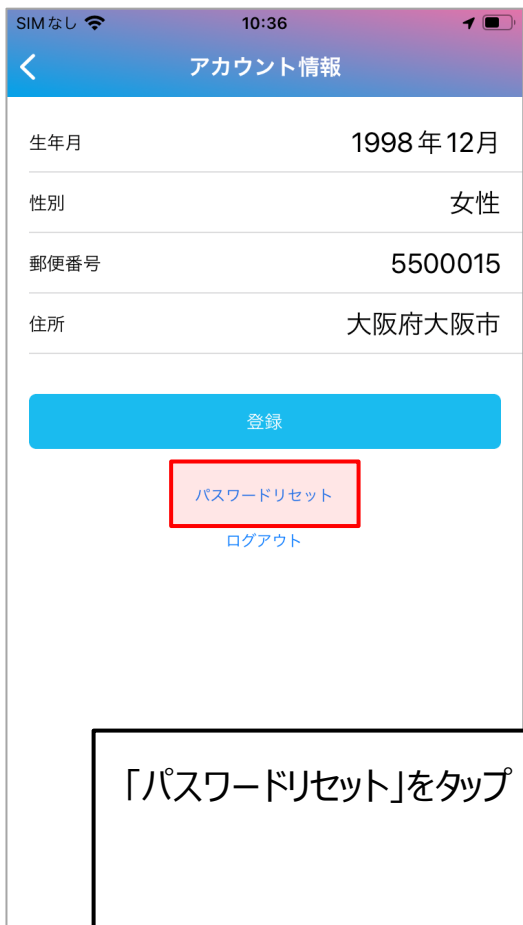 SIMなし 10:36
アカウント情報
生年月 1998年12月
性別 女性
郵便番号 5500015
住所 大阪府大阪市
登録
パスワードリセット
ログアウト
「パスワードリセット」をタップ